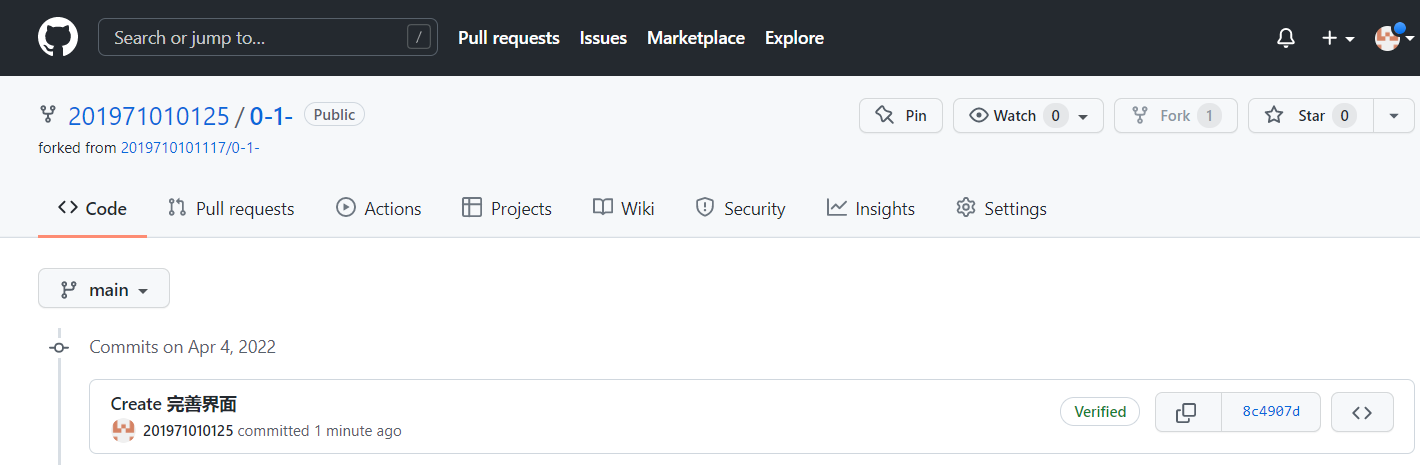 Search or jump to... /
Pull requests Issues Marketplace Explore
201971010125 / 0-1- Public
Pin Watch 0 Fork 1 Star 0
forked from 2019710101117/0-1-
Code Pull requests Actions Projects Wiki Security Insights Settings
main
Commits on Apr 4, 2022
Create 完善界面
201971010125 committed 1 minute ago
Verified 8c4907d